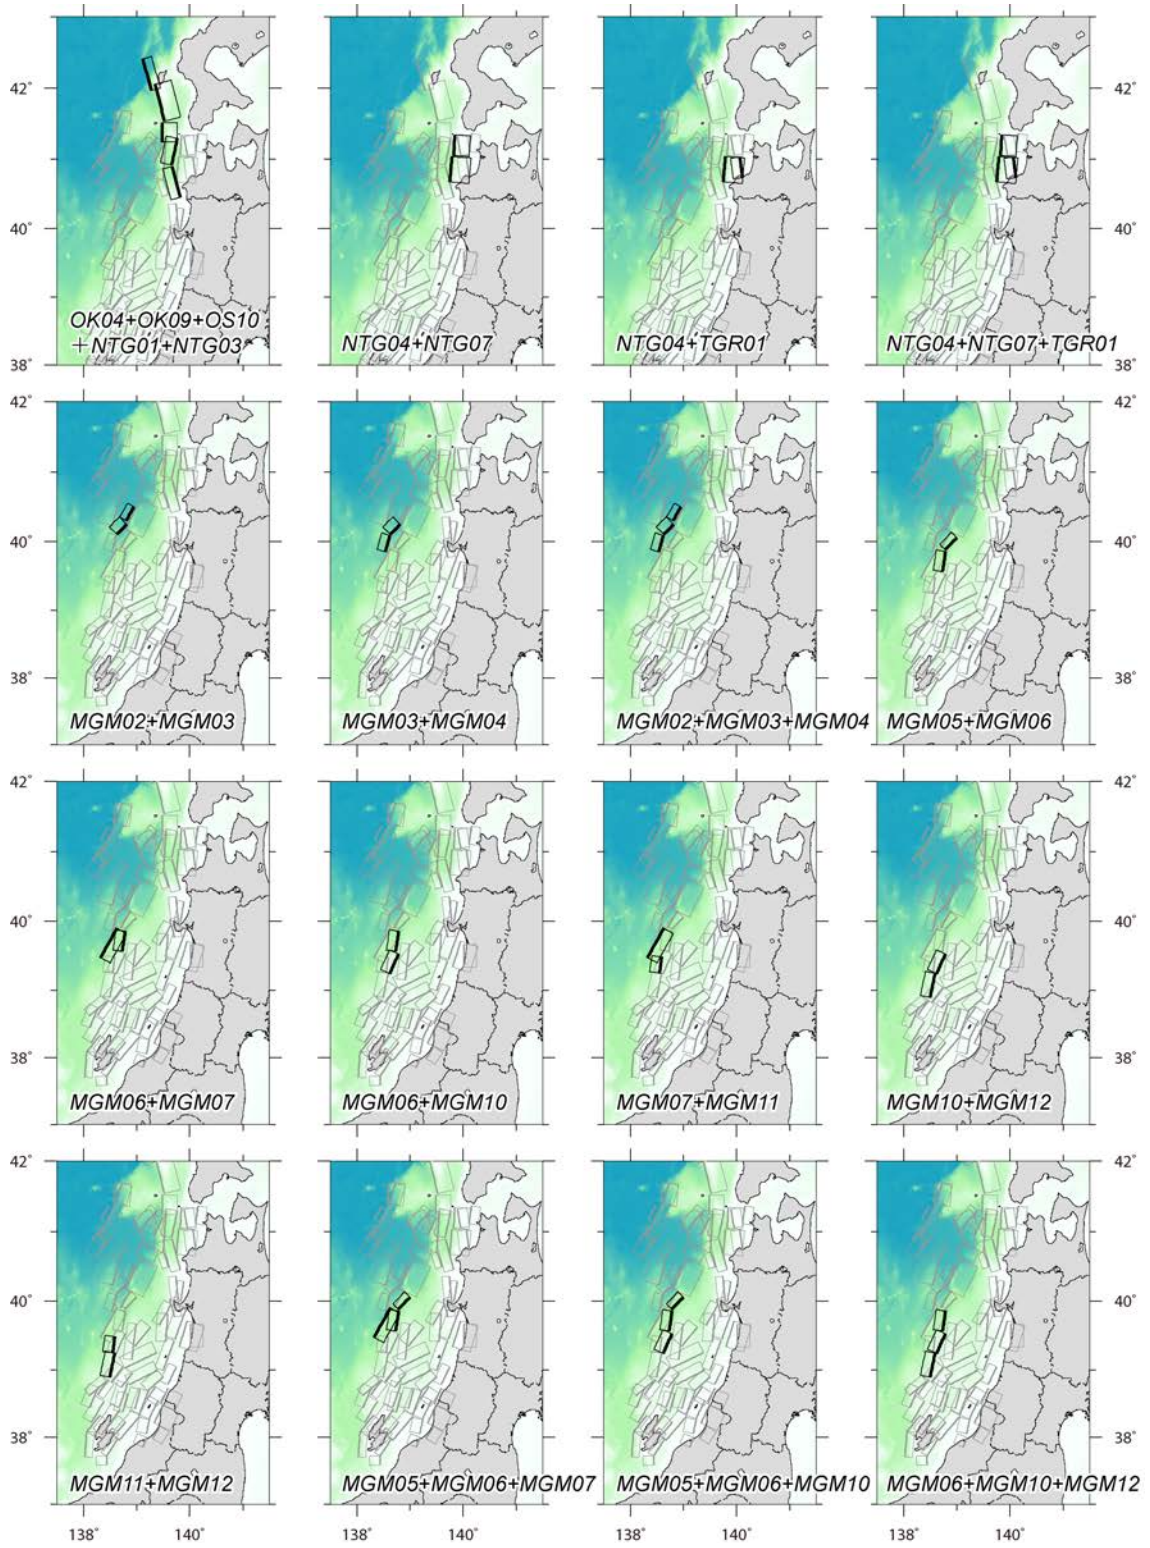 42˚ 42˚
40˚ 40˚
OK04+OK09+OS10
+NTG01+NTG03
NTG04+NTG07
NTG04+TGR01
NTG04+NTG07+TGR01
38˚ 38˚
42˚ 42˚
40˚ 40˚
38˚ 38˚
MGM02+MGM03
MGM03+MGM04
MGM02+MGM03+MGM04
MGM05+MGM06
42˚ 42˚
40˚ 40˚
38˚ 38˚
MGM06+MGM07
MGM06+MGM10
MGM07+MGM11
MGM10+MGM12
42˚ 42˚
40˚ 40˚
38˚ 38˚
MGM11+MGM12
MGM05+MGM06+MGM07
MGM05+MGM06+MGM10
MGM06+MGM10+MGM12
138˚ 140˚ 138˚ 140˚ 138˚ 140˚ 138˚ 140˚